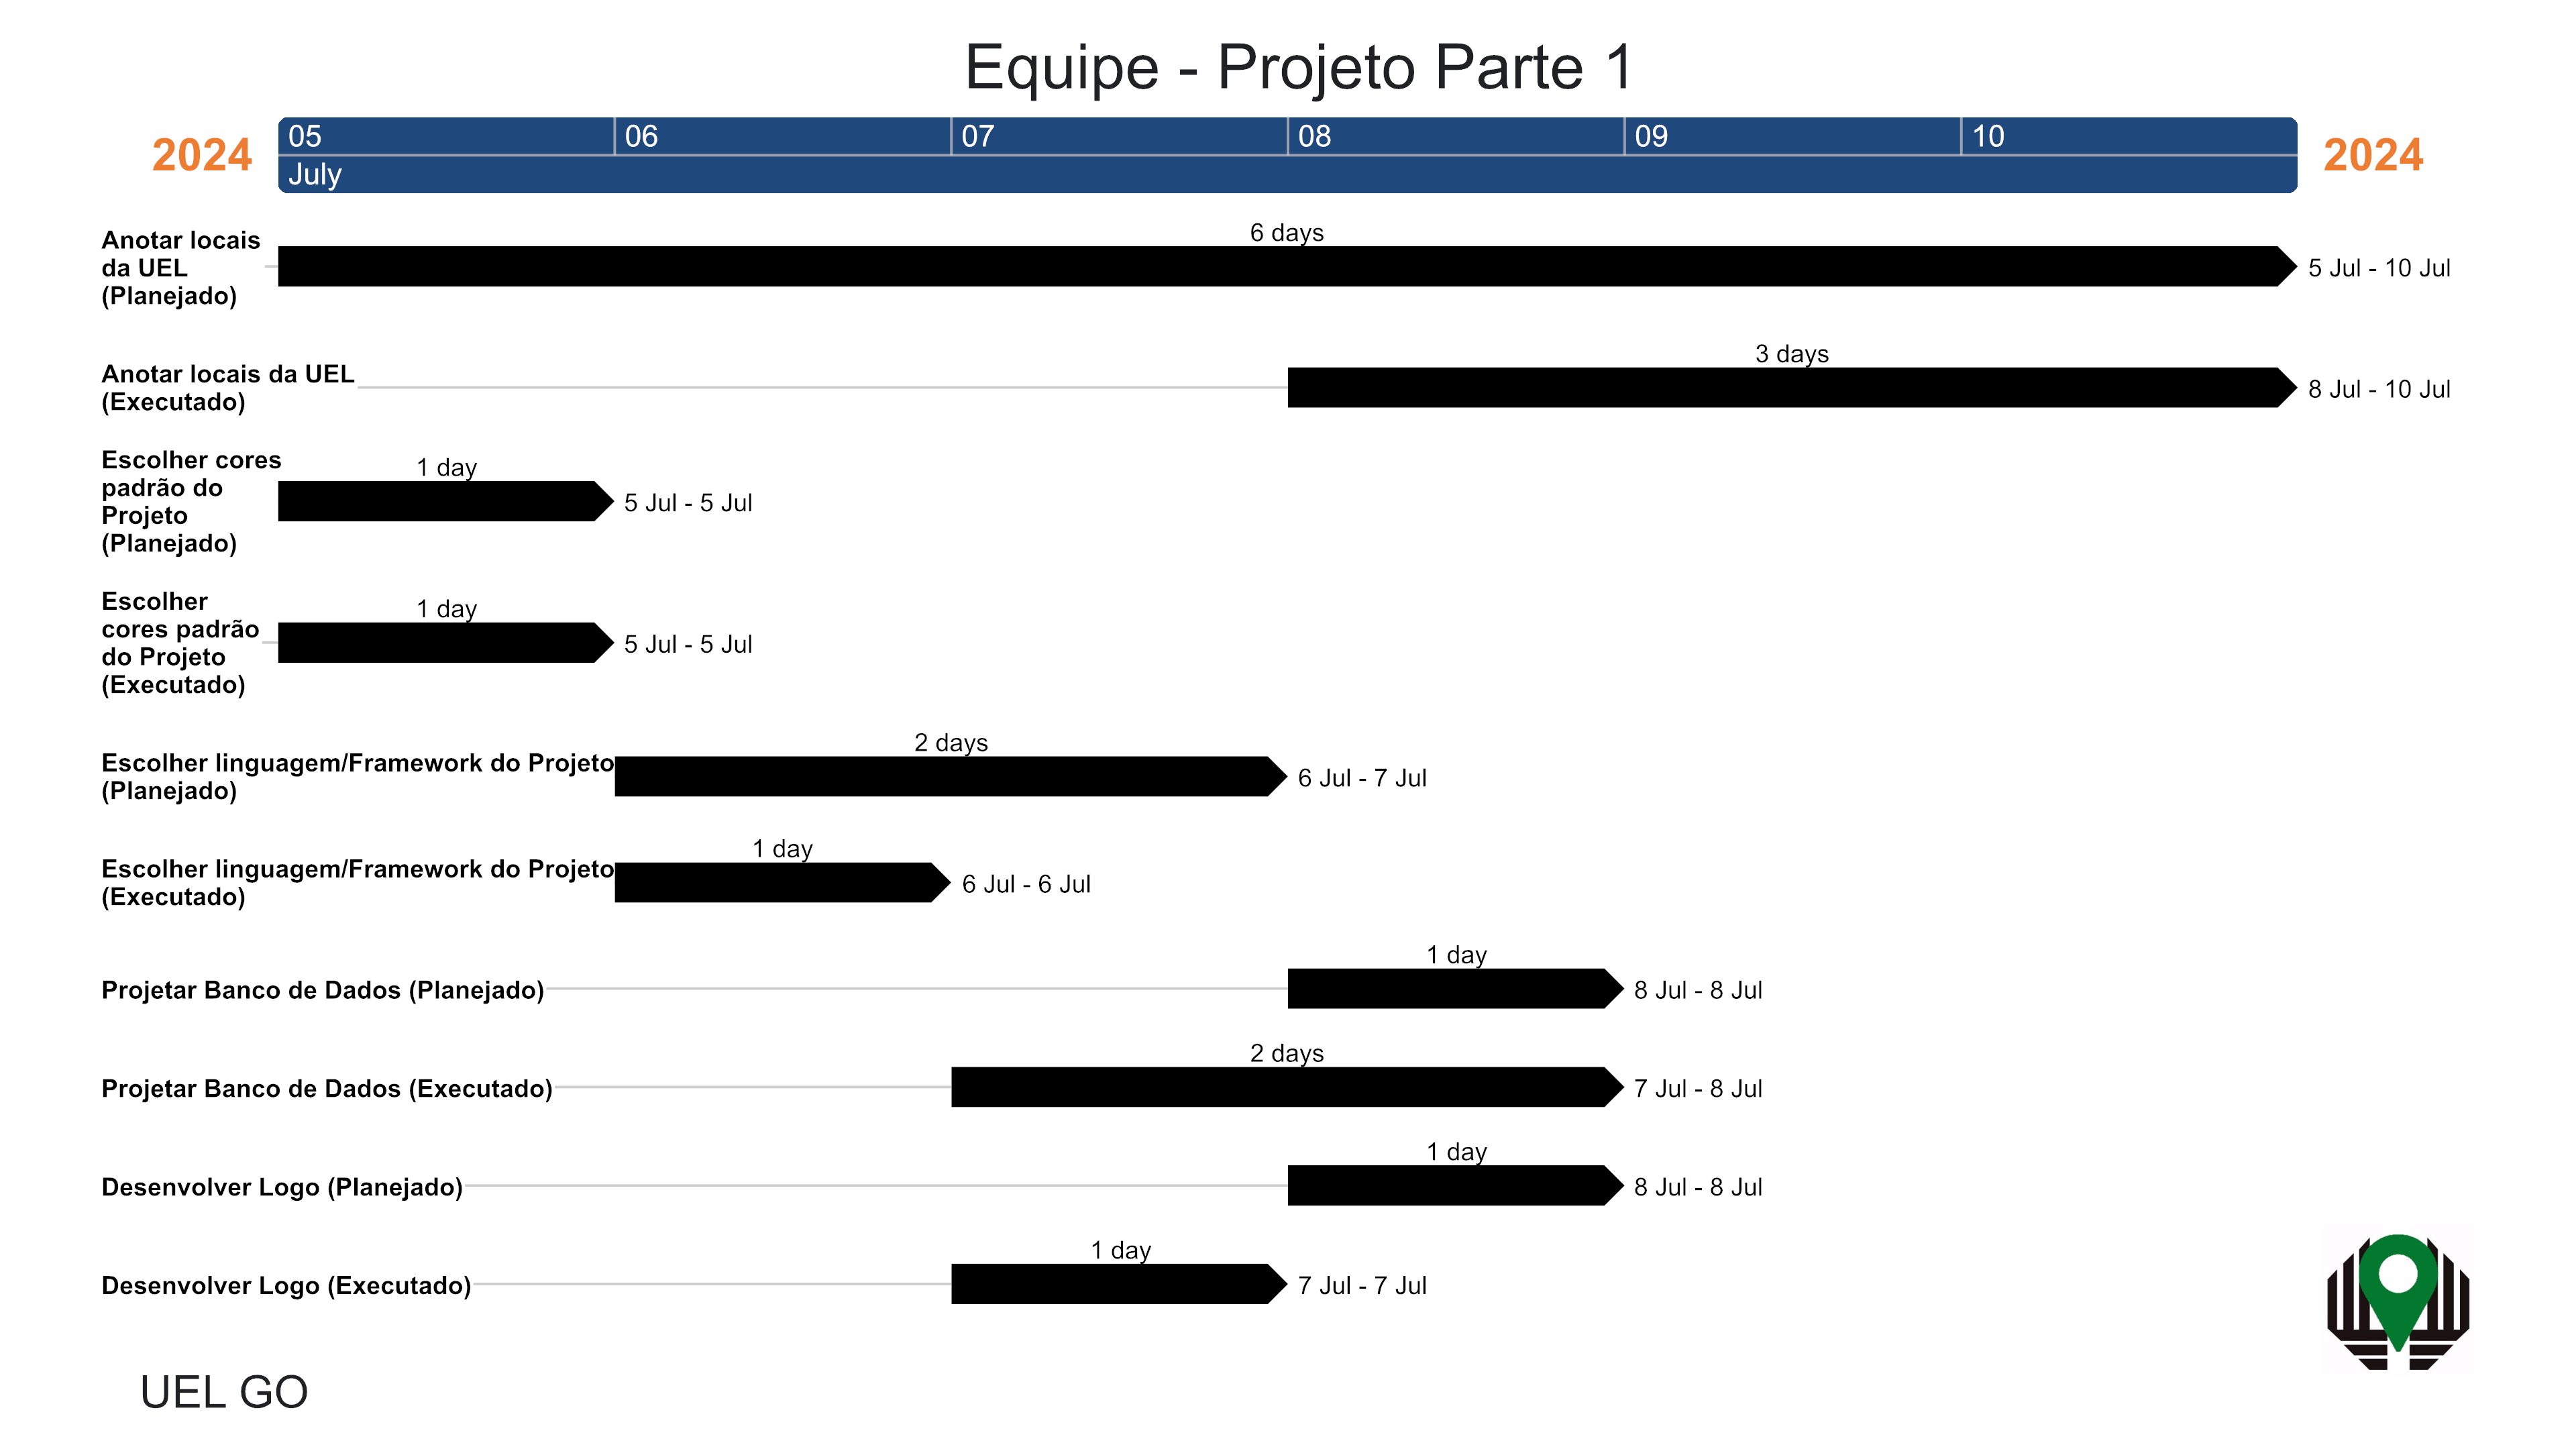 Equipe - Projeto Parte 1
2024
05 06 07 08 09 10
July
2024
Anotar locais
da UEL
(Planejado)
6 days
5 Jul - 10 Jul
Anotar locais da UEL
(Executado)
3 days
8 Jul - 10 Jul
Escolher cores
padrão do
Projeto
(Planejado)
1 day
5 Jul - 5 Jul
Escolher
cores padrão
do Projeto
(Executado)
1 day
5 Jul - 5 Jul
Escolher linguagem/Framework do Projeto
(Planejado)
2 days
6 Jul - 7 Jul
Escolher linguagem/Framework do Projeto
(Executado)
1 day
6 Jul - 6 Jul
Projetar Banco de Dados (Planejado)
1 day
8 Jul - 8 Jul
Projetar Banco de Dados (Executado)
2 days
7 Jul - 8 Jul
Desenvolver Logo (Planejado)
1 day
8 Jul - 8 Jul
Desenvolver Logo (Executado)
1 day
7 Jul - 7 Jul
UEL GO